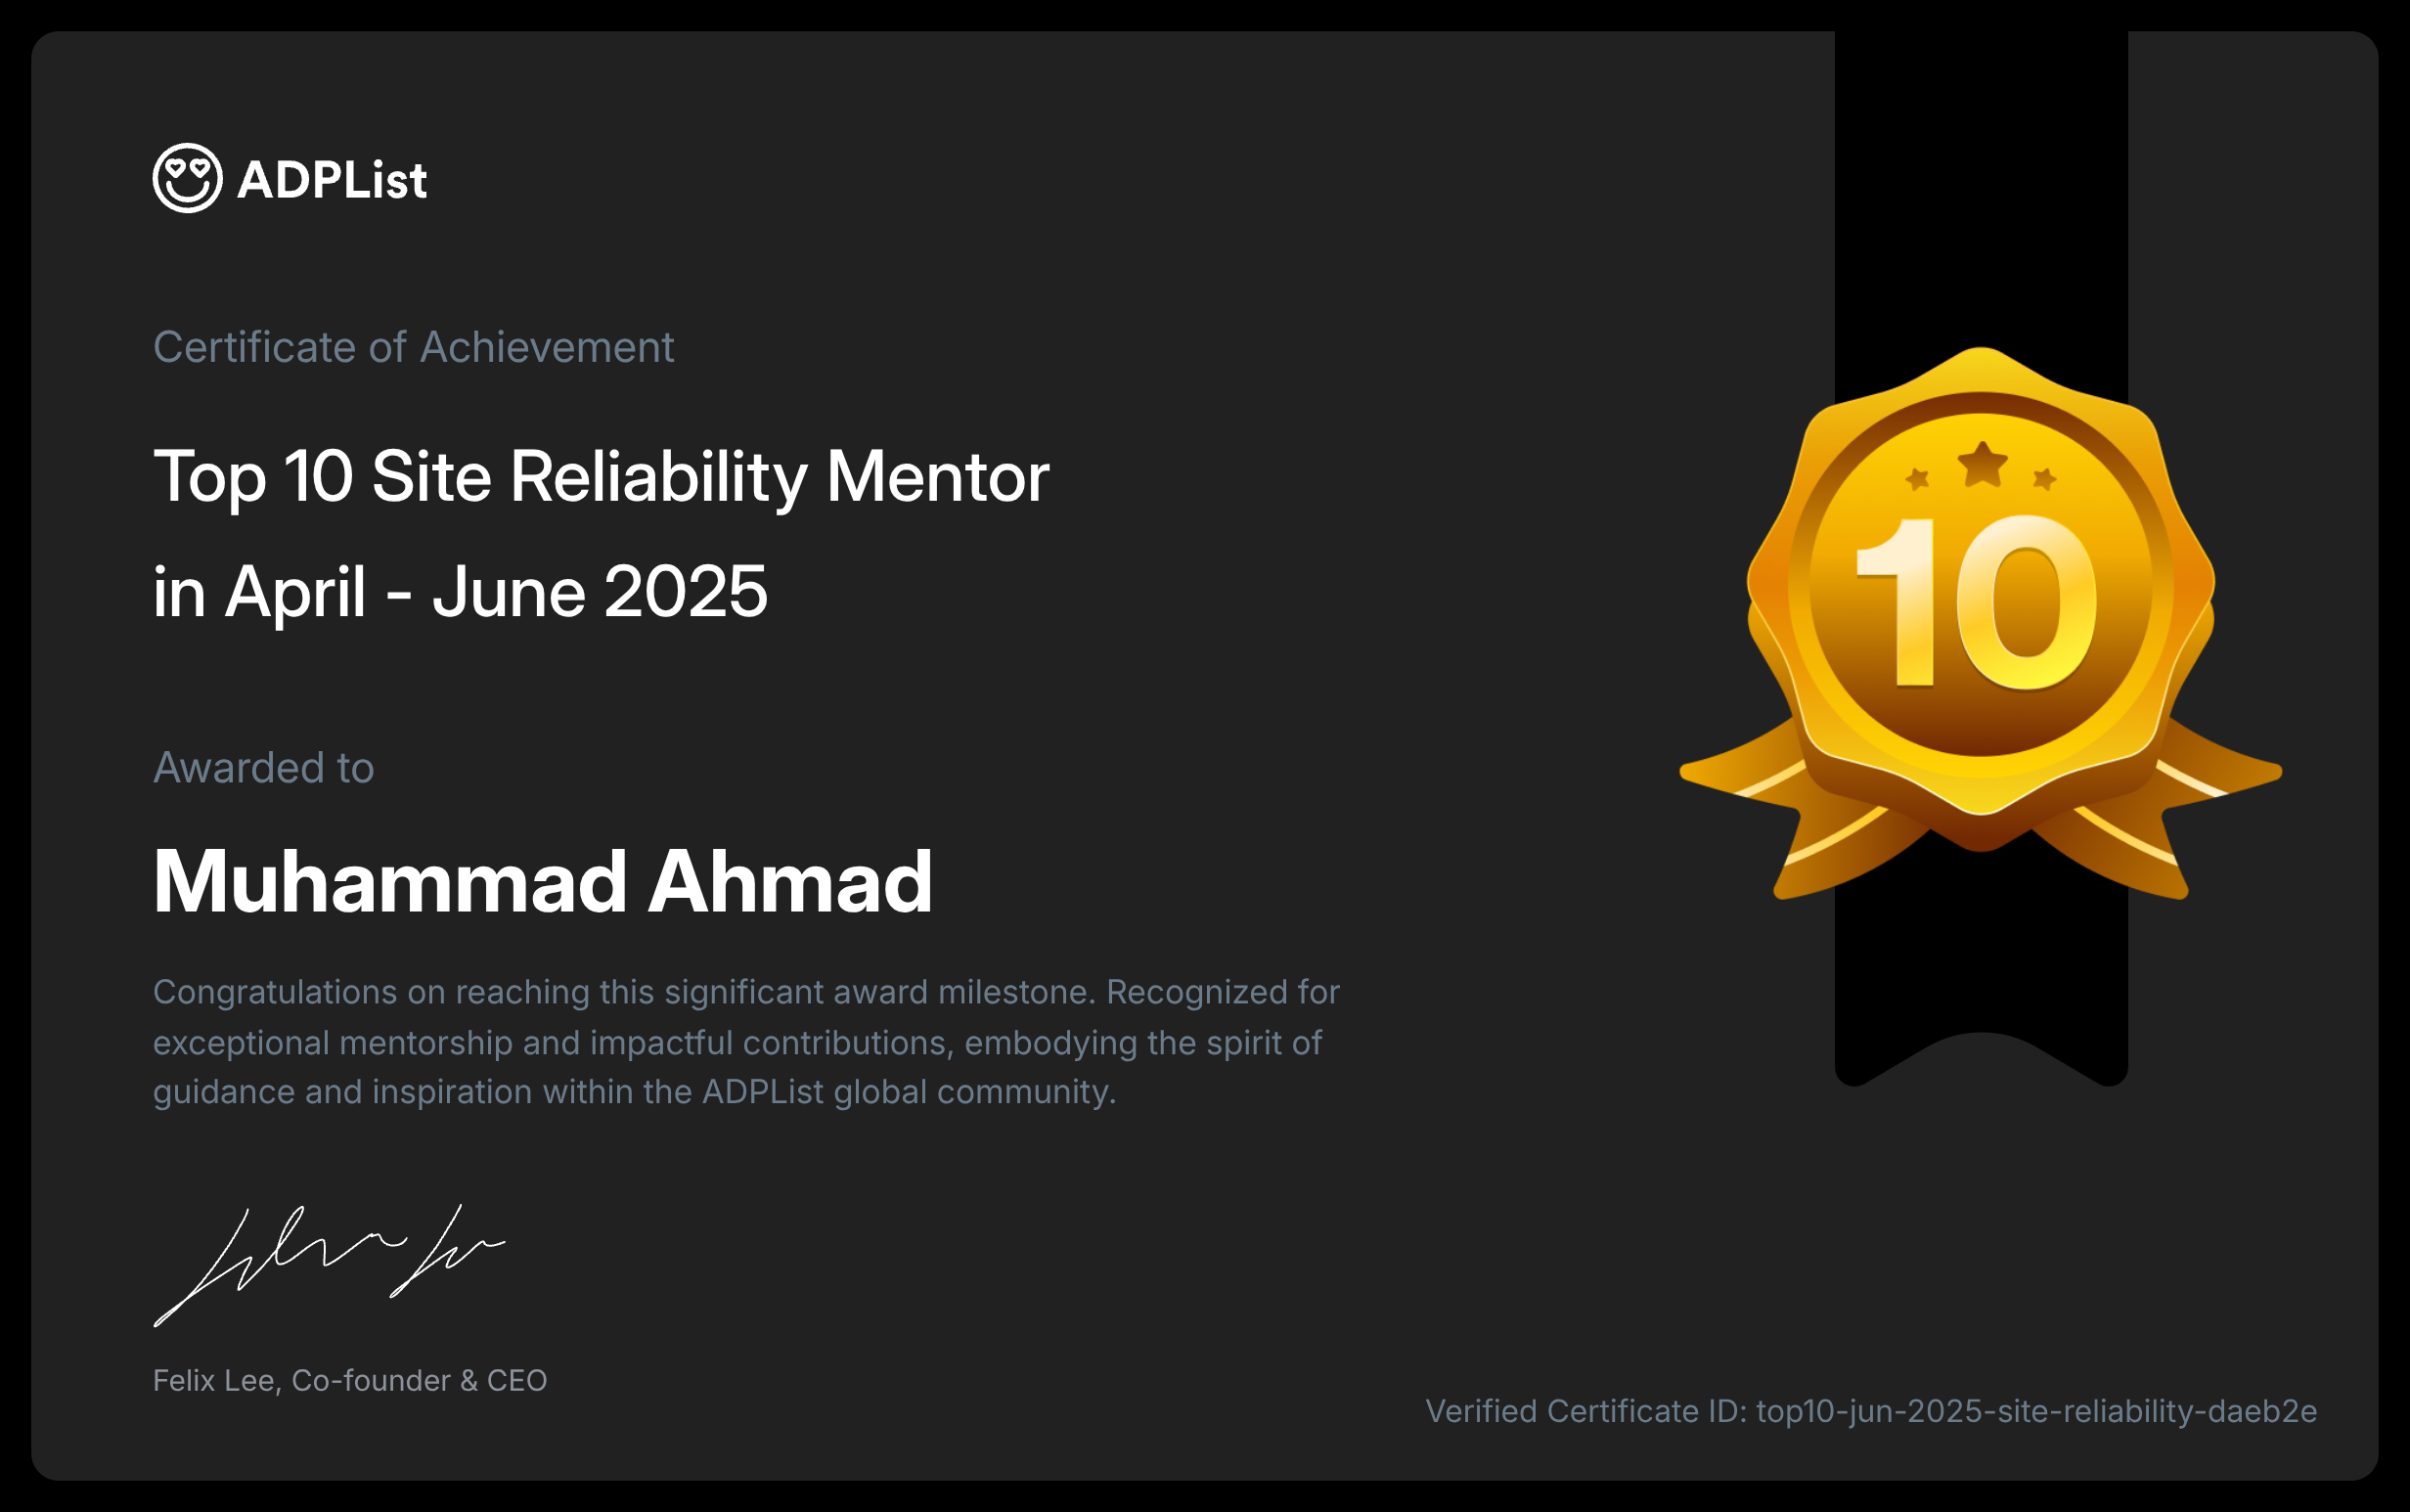 ADPList
Certificate of Achievement
Top 10 Site Reliability Mentor
in April - June 2025
10
Awarded to
Muhammad Ahmad
Congratulations on reaching this significant award milestone. Recognized for
exceptional mentorship and impactful contributions, embodying the spirit of
guidance and inspiration within the ADPList global community.
Felix Lee, Co-founder & CEO
Verified Certificate ID: top10-jun-2025-site-reliability-daeb2e